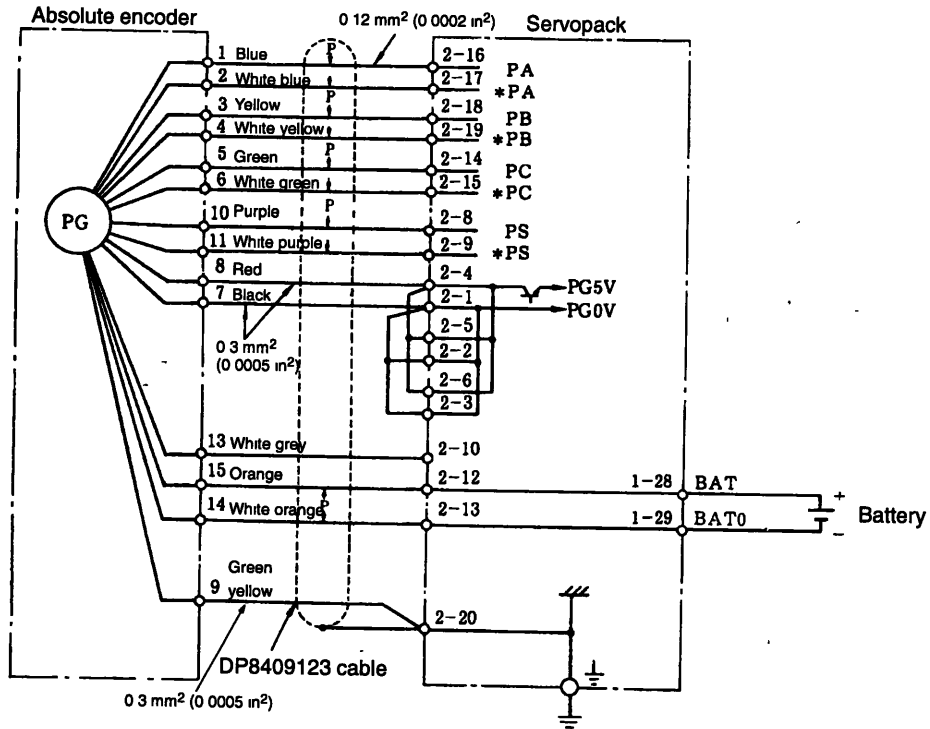 Absolute encoder
0 12 mm² (0 0002 in²)
Servopack
1 Blue P 2-16 PA
2 White blue 2-17 *PA
3 Yellow P 2-18 PB
4 White yellow 2-19 *PB
5 Green P 2-14 PC
6 White green 2-15 *PC
PG
10 Purple P 2-8 PS
11 White purple 2-9 *PS
8 Red 2-4 PG5V
7 Black 2-1 PG0V
2-5
0 3 mm²
(0 0005 in²)
2-2
2-6
2-3
13 White grey 2-10
15 Orange 2-12 1-28 BAT +
14 White orange P 2-13 1-29 BAT0 −
Battery
Green
9 yellow
2-20
DP8409123 cable
0 3 mm² (0 0005 in²)